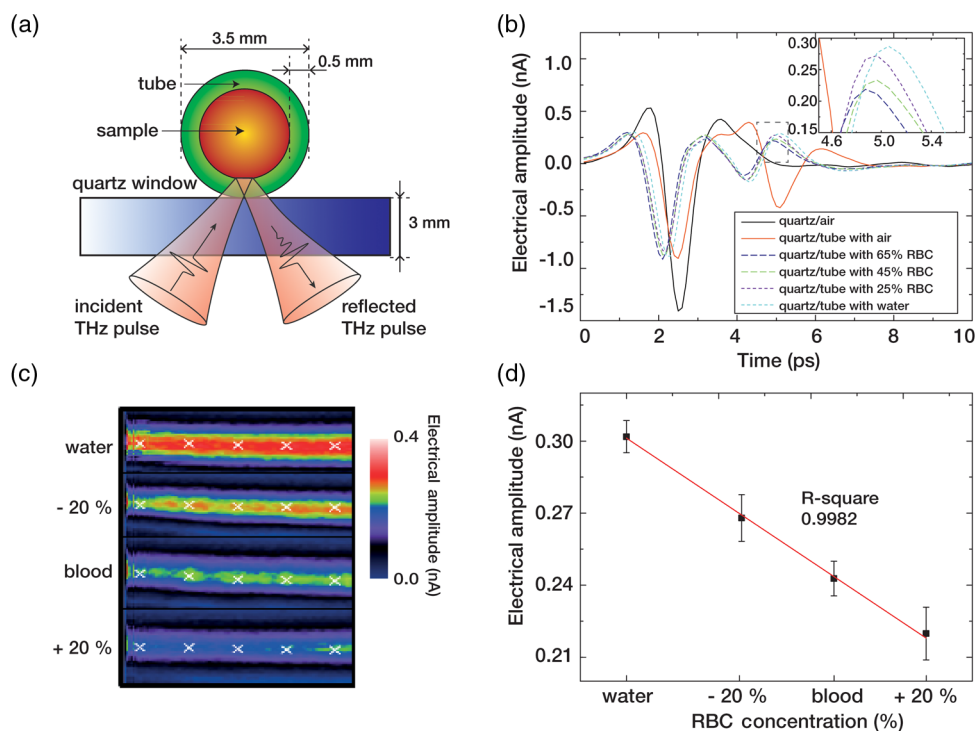 (a)
3.5 mm
0.5 mm
tube
sample
quartz window
3 mm
incident
THz pulse
reflected
THz pulse
(b)
Electrical amplitude (nA)
1.0
0.5
0.0
-0.5
-1.0
-1.5
0
2
4
6
8
10
Time (ps)
0.30
0.25
0.20
0.15
4.6
5.0
5.4
quartz/air
quartz/tube with air
quartz/tube with 65% RBC
quartz/tube with 45% RBC
quartz/tube with 25% RBC
quartz/tube with water
(c)
water
- 20 %
blood
+ 20 %
0.4
0.0
Electrical amplitude (nA)
(d)
Electrical amplitude (nA)
0.30
0.27
0.24
0.21
R-square
0.9982
water
- 20 %
blood
+ 20 %
RBC concentration (%)